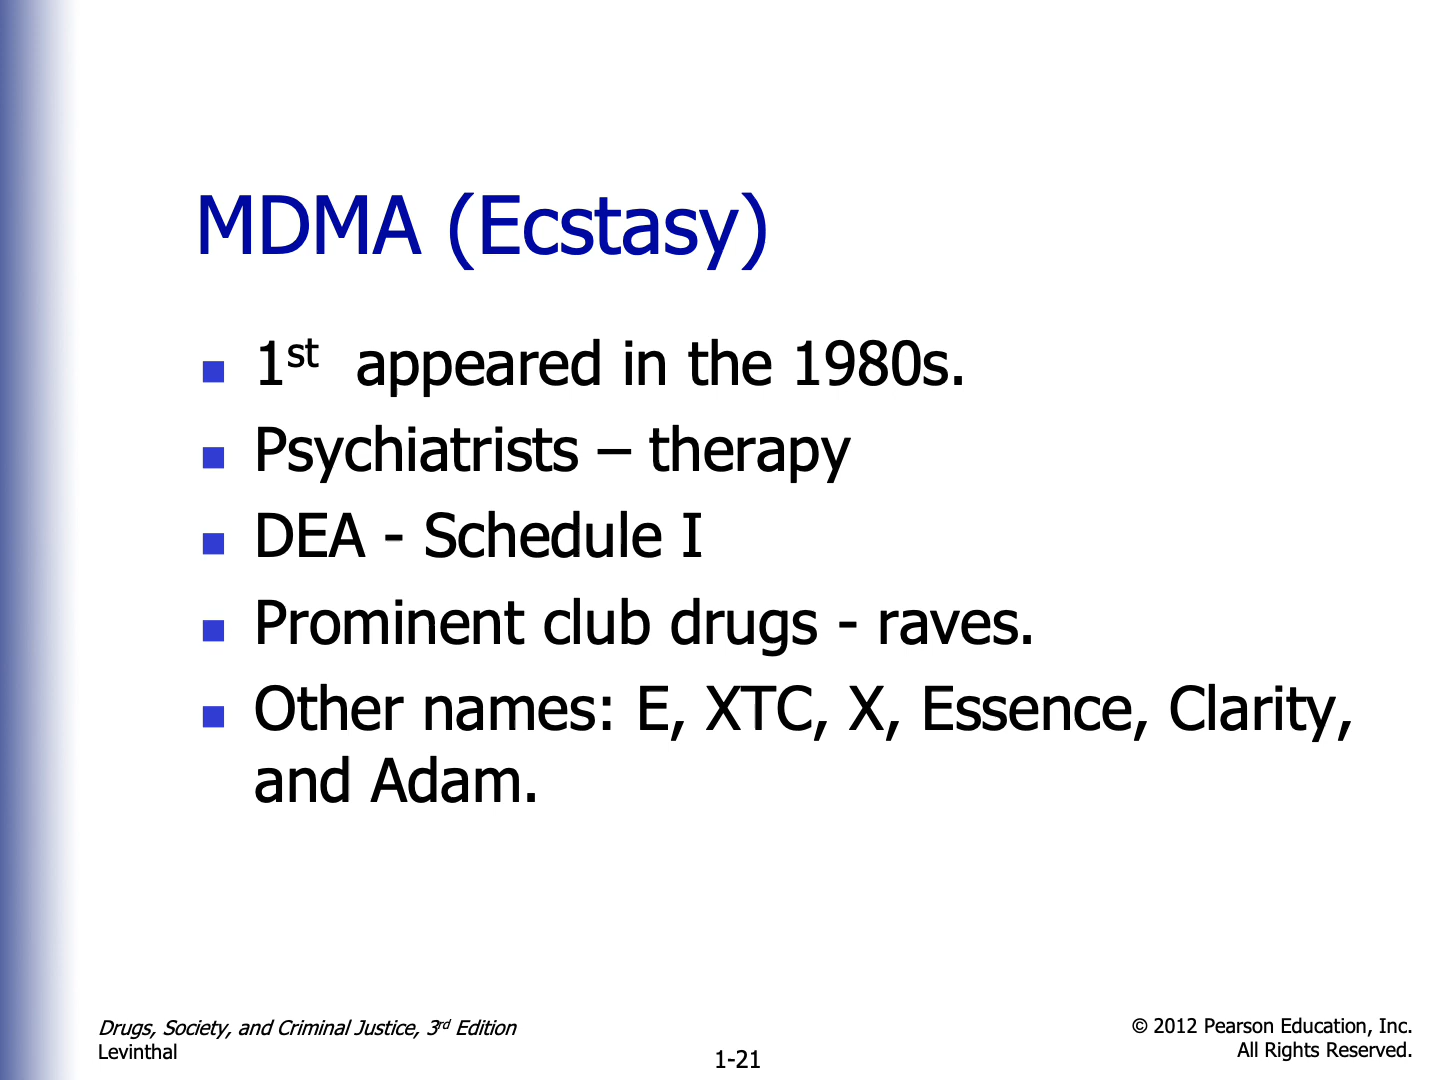 MDMA (Ecstasy)
1st appeared in the 1980s.
Psychiatrists – therapy
DEA - Schedule I
Prominent club drugs - raves.
Other names: E, XTC, X, Essence, Clarity,
and Adam.
Drugs, Society, and Criminal Justice, 3rd Edition
Levinthal
1-21
© 2012 Pearson Education, Inc.
All Rights Reserved.